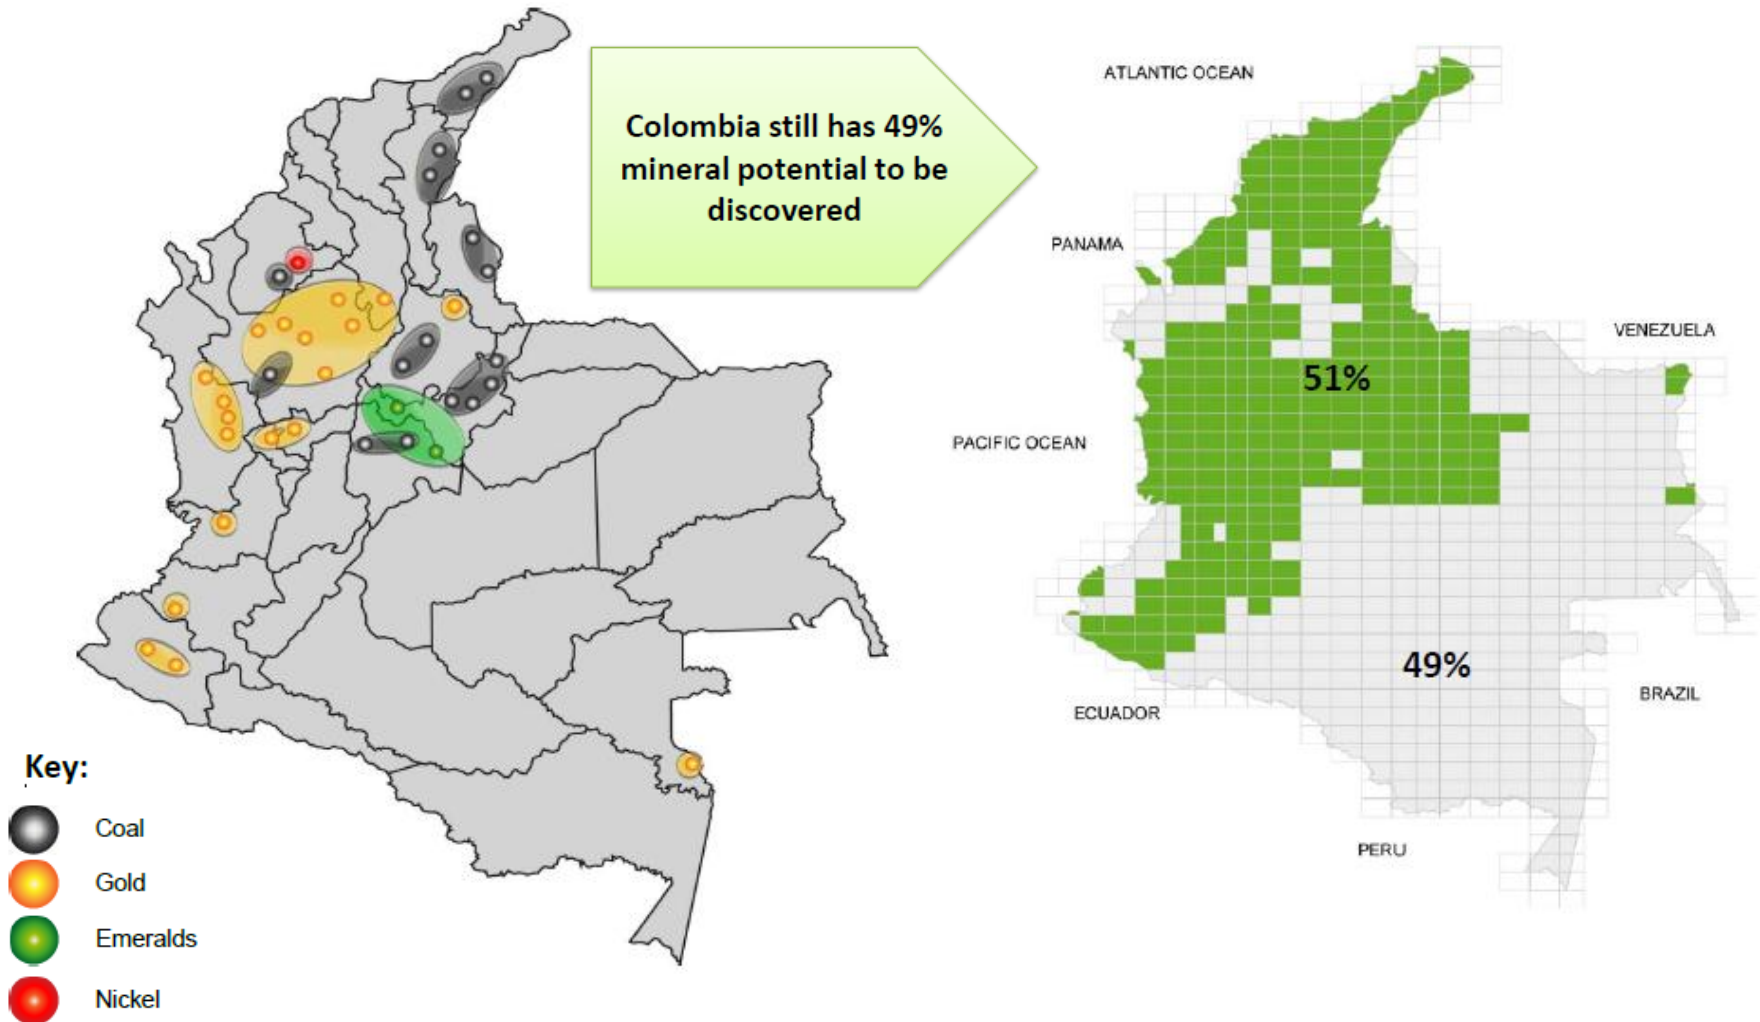 Colombia still has 49%
mineral potential to be
discovered
ATLANTIC OCEAN
PANAMA
VENEZUELA
51%
PACIFIC OCEAN
49%
BRAZIL
ECUADOR
PERU
Key:
Coal
Gold
Emeralds
Nickel